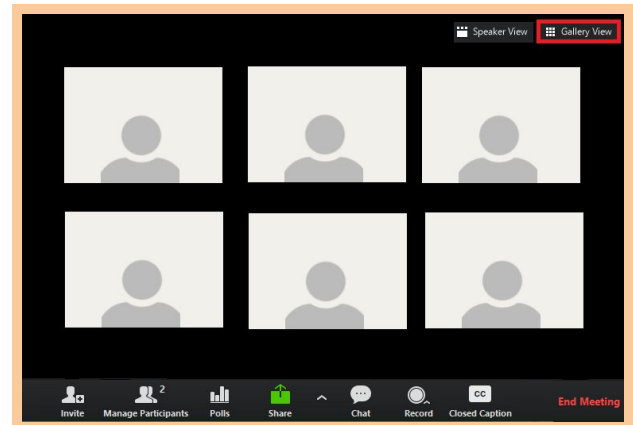 Speaker View Gallery View
2
Invite Manage Participants Polls Share Chat Record CC Closed Caption End Meeting